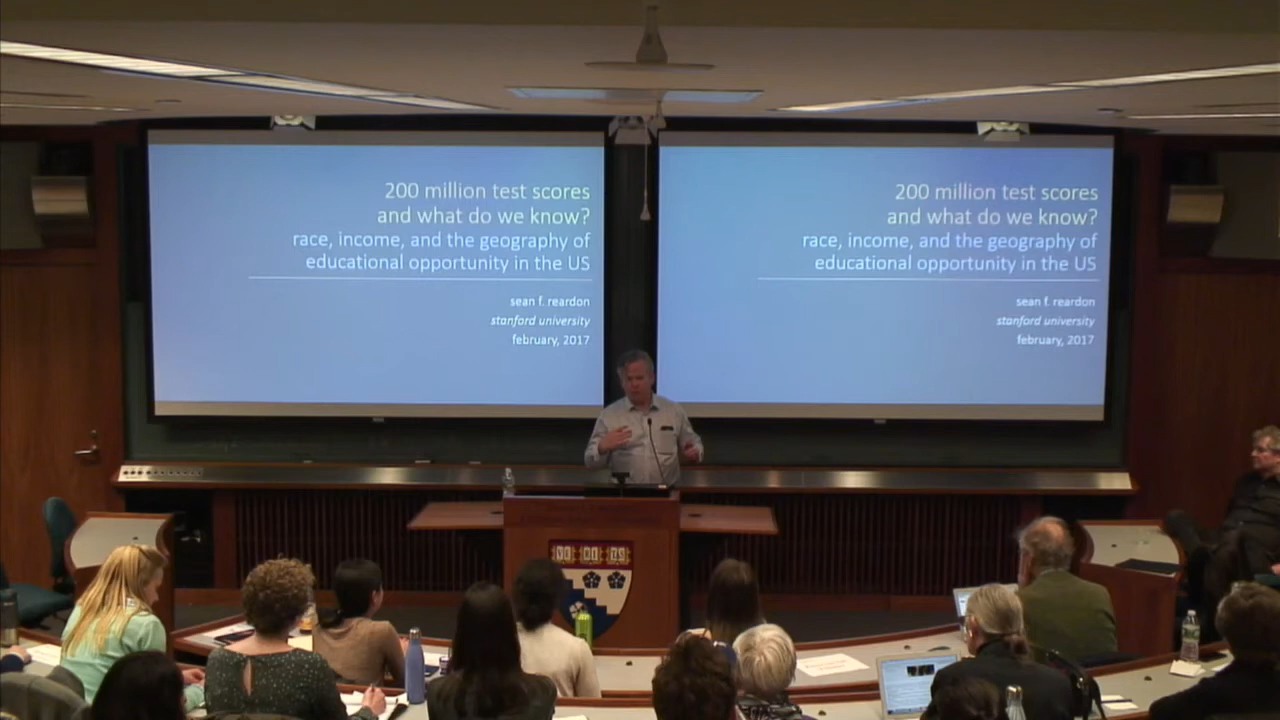 200 million test scores
and what do we know?
race, income, and the geography of
educational opportunity in the US
sean f. reardon
stanford university
february, 2017
200 million test scores
and what do we know?
race, income, and the geography of
educational opportunity in the US
sean f. reardon
stanford university
february, 2017